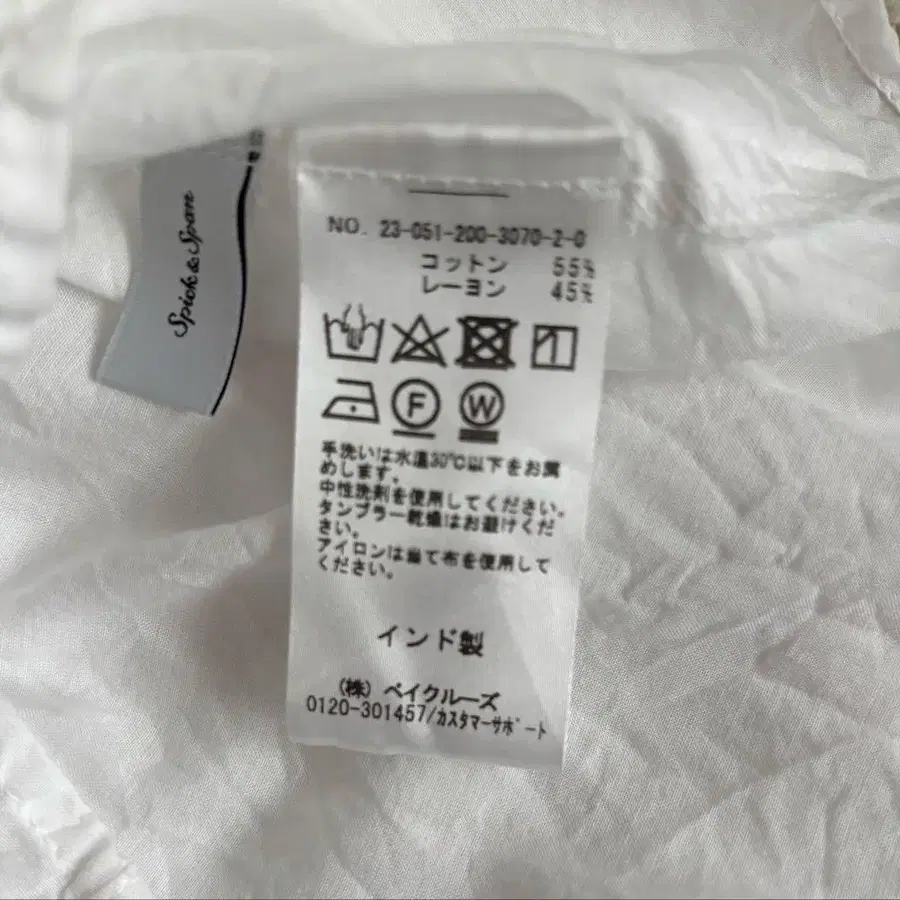 Spick & Span
NO. 23-051-200-3070-2-0
コットン 55%
レーヨン 45%
F W
手洗いは水温30℃以下をお薦
めします。
中性洗剤を使用してください。
タンブラー乾燥はお避けくだ
さい。
アイロンは当て布を使用して
ください。
インド製
(株) ベイクルーズ
0120-301457/カスタマーサポート